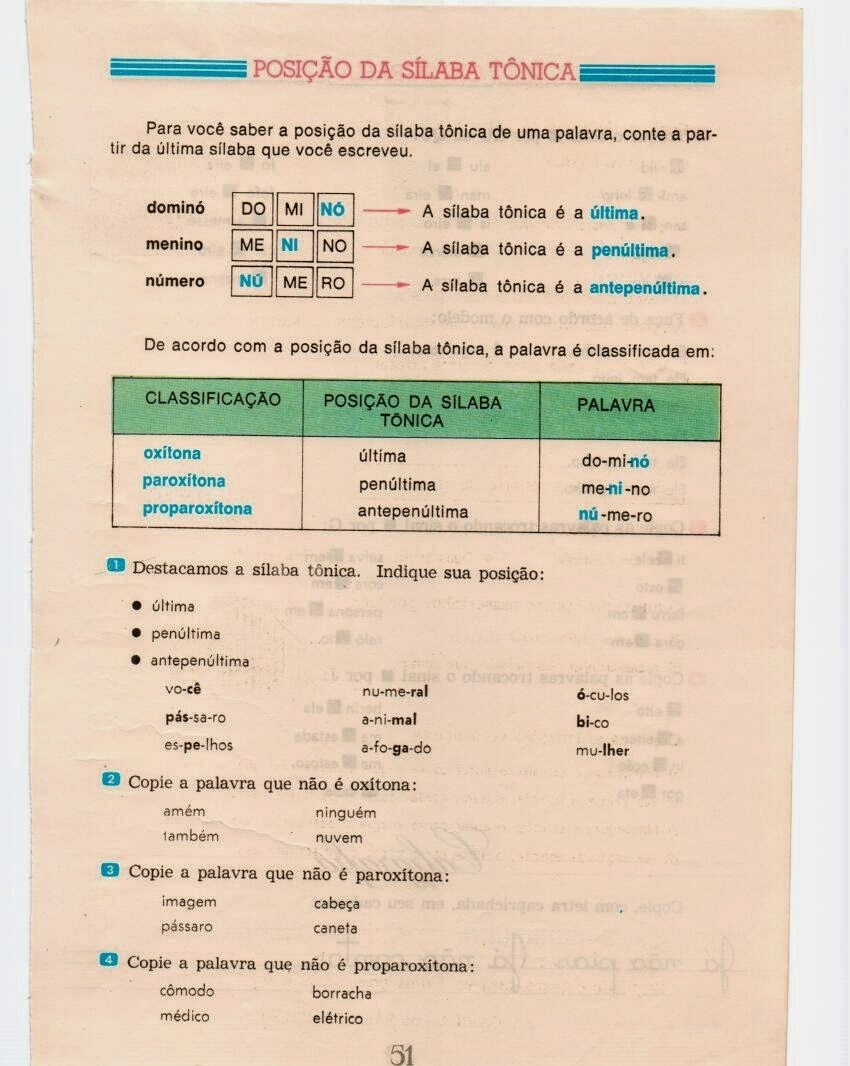 POSIÇÃO DA SÍLABA TÔNICA
Para você saber a posição da sílaba tônica de uma palavra, conte a par-
tir da última sílaba que você escreveu.
dominó DO MI NÓ A sílaba tônica é a última.
menino ME NI NO A sílaba tônica é a penúltima.
número NÚ ME RO A sílaba tônica é a antepenúltima.
De acordo com a posição da sílaba tônica, a palavra é classificada em:
CLASSIFICAÇÃO POSIÇÃO DA SÍLABA TÔNICA PALAVRA
oxítona última do-mi-nó
paroxítona penúltima me-ni-no
proparoxítona antepenúltima nú-me-ro
1 Destacamos a sílaba tônica. Indique sua posição:
● última
● penúltima
● antepenúltima
vo-cê nu-me-ral ó-cu-los
pás-sa-ro a-ni-mal bi-co
es-pe-lhos a-fo-ga-do mu-lher
2 Copie a palavra que não é oxítona:
amém ninguém
também nuvem
3 Copie a palavra que não é paroxítona:
imagem cabeça
pássaro caneta
4 Copie a palavra que não é proparoxítona:
cômodo borracha
médico elétrico
51